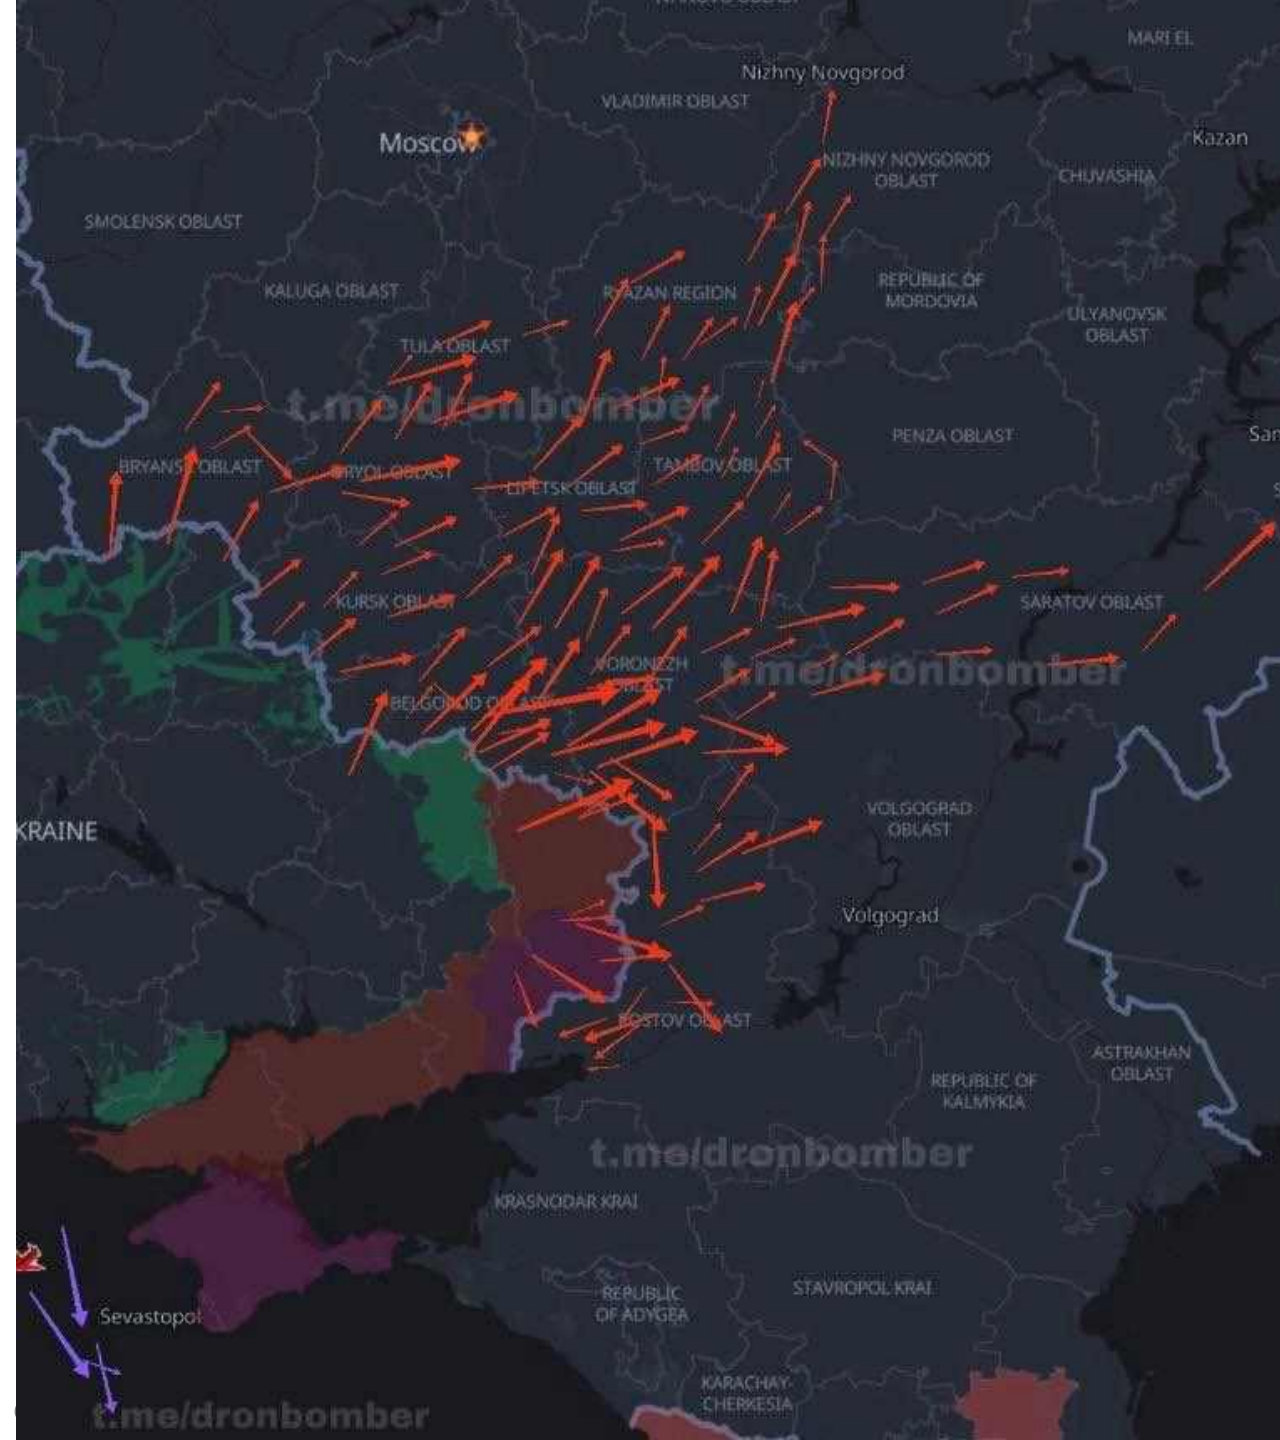 MARI EL
Nizhny Novgorod
VLADIMIR OBLAST
Moscow
Kazan
NIZHNY NOVGOROD
OBLAST
CHUVASHIA
SMOLENSK OBLAST
KALUGA OBLAST
RYAZAN REGION
REPUBLIC OF
MORDOVIA
ULYANOVSK
OBLAST
TULA OBLAST
t.me/dronbomber
PENZA OBLAST
BRYANSK OBLAST
ORYOL OBLAST
TAMBOV OBLAST
LIPETSK OBLAST
KURSK OBLAST
SARATOV OBLAST
VORONEZH
OBLAST
t.me/dronbomber
BELGOROD OBLAST
VOLGOGRAD
OBLAST
KRAINE
Volgograd
ROSTOV OBLAST
ASTRAKHAN
OBLAST
REPUBLIC OF
KALMYKIA
t.me/dronbomber
KRASNODAR KRAI
REPUBLIC
OF ADYGEA
STAVROPOL KRAI
Sevastopol
KARACHAY-
CHERKESIA
t.me/dronbomber